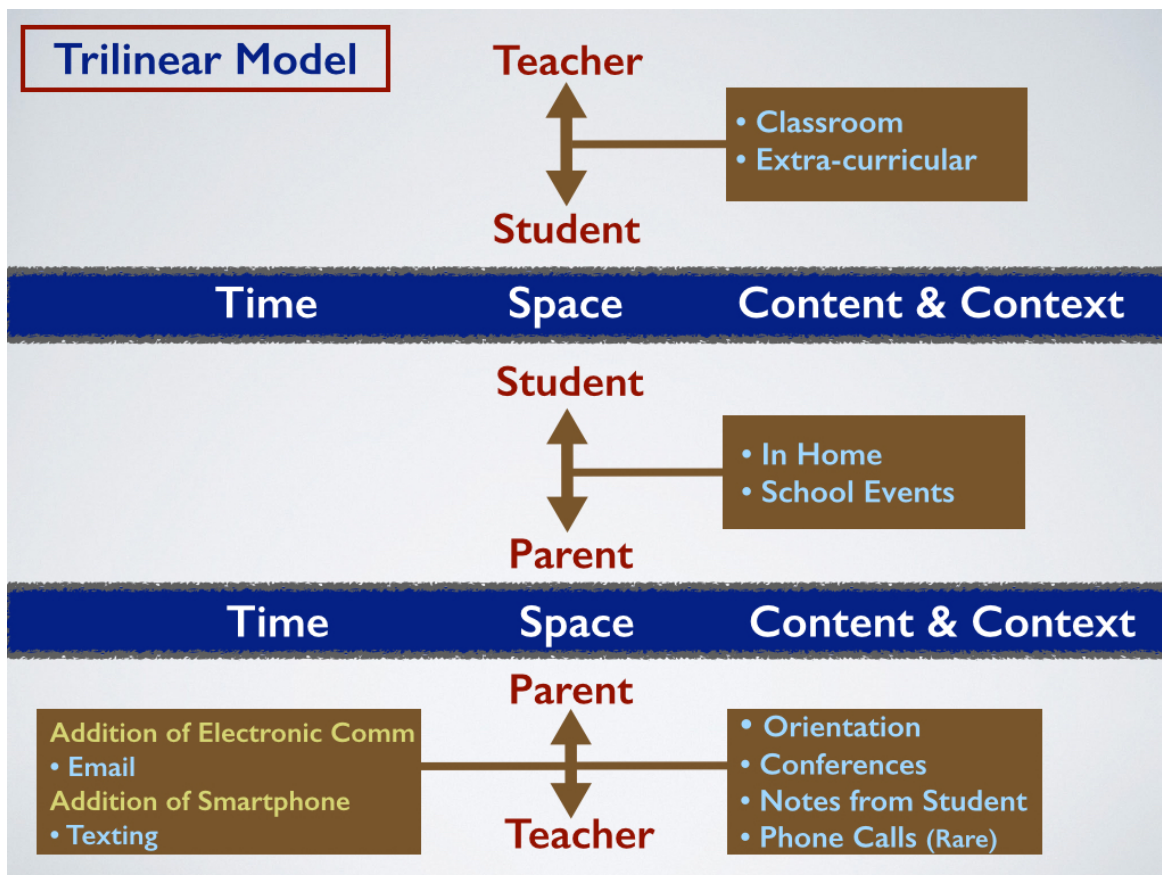 Trilinear Model
Teacher
• Classroom
• Extra-curricular
Student
Time Space Content & Context
Student
• In Home
• School Events
Parent
Time Space Content & Context
Parent
Addition of Electronic Comm
• Email
Addition of Smartphone
• Texting
• Orientation
• Conferences
• Notes from Student
• Phone Calls (Rare)
Teacher